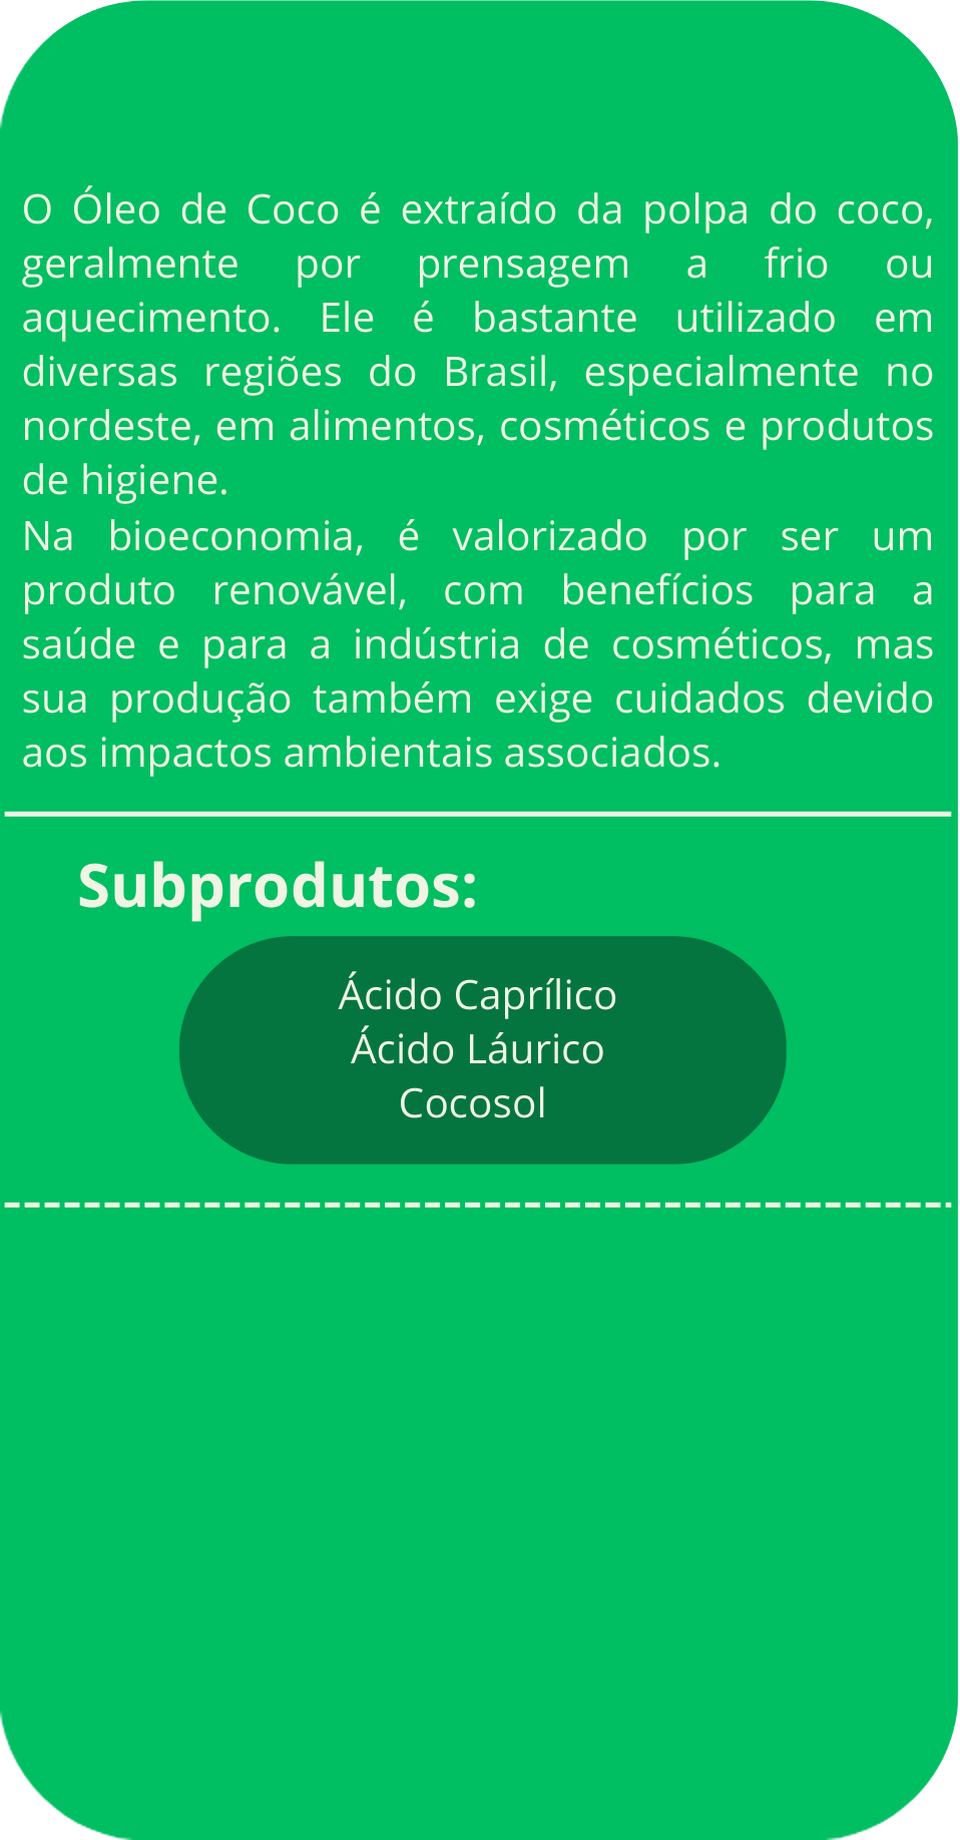 O Óleo de Coco é extraído da polpa do coco,
geralmente por prensagem a frio ou
aquecimento. Ele é bastante utilizado em
diversas regiões do Brasil, especialmente no
nordeste, em alimentos, cosméticos e produtos
de higiene.
Na bioeconomia, é valorizado por ser um
produto renovável, com benefícios para a
saúde e para a indústria de cosméticos, mas
sua produção também exige cuidados devido
aos impactos ambientais associados.
Subprodutos:
Ácido Caprílico
Ácido Láurico
Cocosol